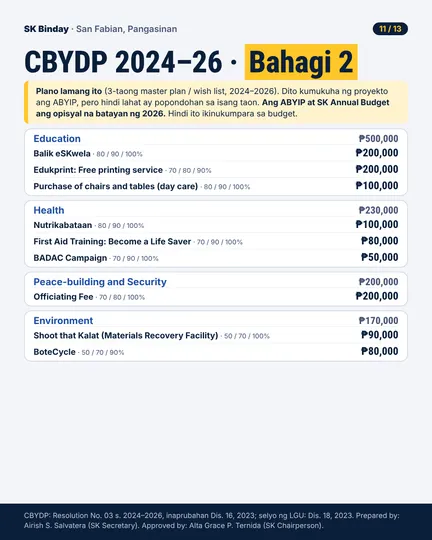 SK Binday · San Fabian, Pangasinan
11 / 13
CBYDP 2024–26 · Bahagi 2
Plano lamang ito (3-taong master plan / wish list, 2024–2026). Dito kumukuha ng proyekto
ang ABYIP, pero hindi lahat ay popondohan sa isang taon. Ang ABYIP at SK Annual Budget
ang opisyal na batayan ng 2026. Hindi ito ikinukumpara sa budget.
Education ₱500,000
Balik eSKwela · 80 / 90 / 100% ₱200,000
Edukprint: Free printing service · 70 / 80 / 90% ₱200,000
Purchase of chairs and tables (day care) · 80 / 90 / 100% ₱100,000
Health ₱230,000
Nutrikabataan · 80 / 90 / 100% ₱100,000
First Aid Training: Become a Life Saver · 70 / 90 / 100% ₱80,000
BADAC Campaign · 70 / 90 / 100% ₱50,000
Peace-building and Security ₱200,000
Officiating Fee · 70 / 80 / 100% ₱200,000
Environment ₱170,000
Shoot that Kalat (Materials Recovery Facility) · 50 / 70 / 100% ₱90,000
BoteCycle · 50 / 70 / 90% ₱80,000
CBYDP: Resolution No. 03 s. 2024–2026, inaprubahan Dis. 16, 2023; selyo ng LGU: Dis. 18, 2023. Prepared by:
Airish S. Salvatera (SK Secretary). Approved by: Alta Grace P. Ternida (SK Chairperson).